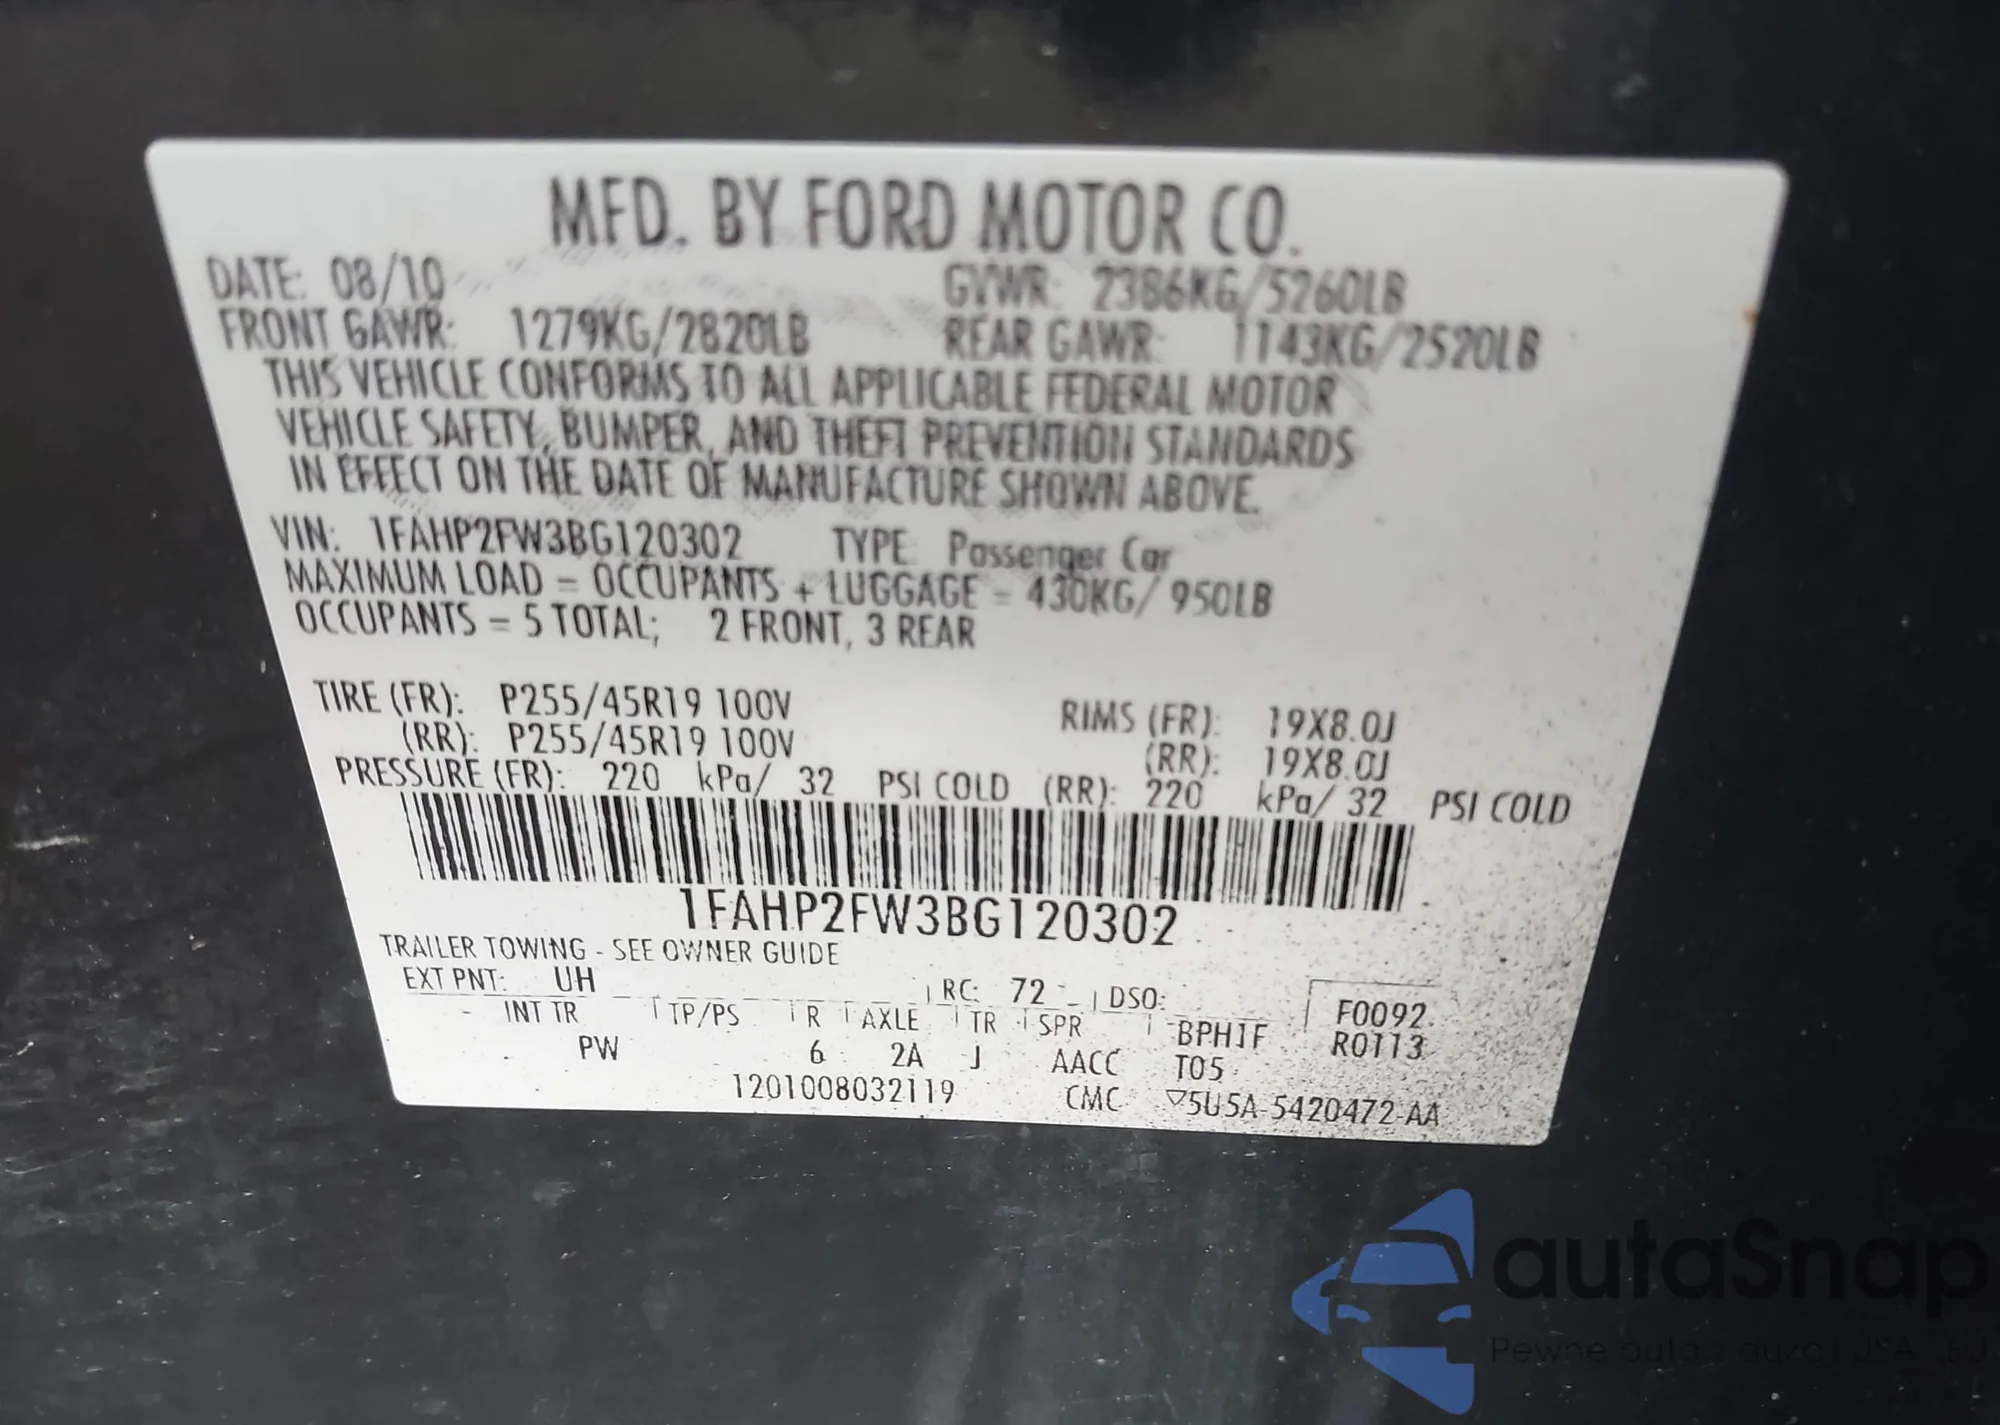 MFD. BY FORD MOTOR CO.
DATE: 08/10 GVWR: 2386KG/5260LB
FRONT GAWR: 1279KG/2820LB REAR GAWR: 1143KG/2520LB
THIS VEHICLE CONFORMS TO ALL APPLICABLE FEDERAL MOTOR
VEHICLE SAFETY, BUMPER, AND THEFT PREVENTION STANDARDS
IN EFFECT ON THE DATE OF MANUFACTURE SHOWN ABOVE.
VIN: 1FAHP2FW3BG120302 TYPE: Passenger Car
MAXIMUM LOAD = OCCUPANTS + LUGGAGE = 430KG/ 950LB
OCCUPANTS = 5 TOTAL; 2 FRONT, 3 REAR
TIRE (FR): P255/45R19 100V RIMS (FR): 19X8.0J
(RR): P255/45R19 100V (RR): 19X8.0J
PRESSURE (FR): 220 kPa/ 32 PSI COLD (RR): 220 kPa/ 32 PSI COLD
1FAHP2FW3BG120302
TRAILER TOWING - SEE OWNER GUIDE
EXT PNT: UH RC: 72 DSO: F0092
INT TR TP/PS R AXLE TR SPR BPH1F R0113
PW 6 2A J AACC T05
1201008032119 CMC ▽5U5A-5420472-AA
autaSnap
Pewne auta z aukcji USA